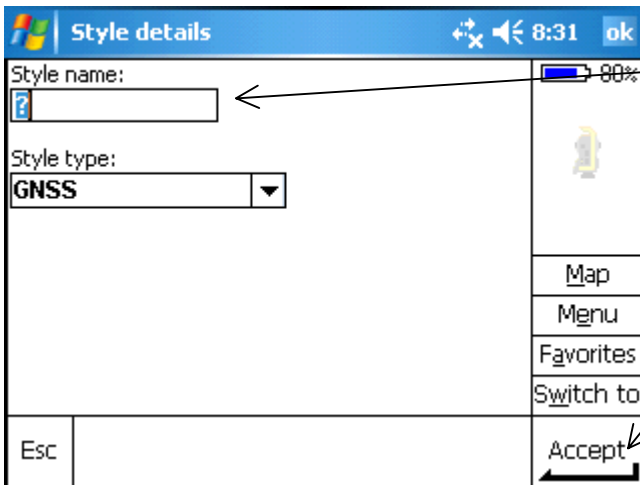 Style details 8:31 ok
Style name:
80%
?
Style type:
GNSS
Map
Menu
Favorites
Switch to
Esc
Accept